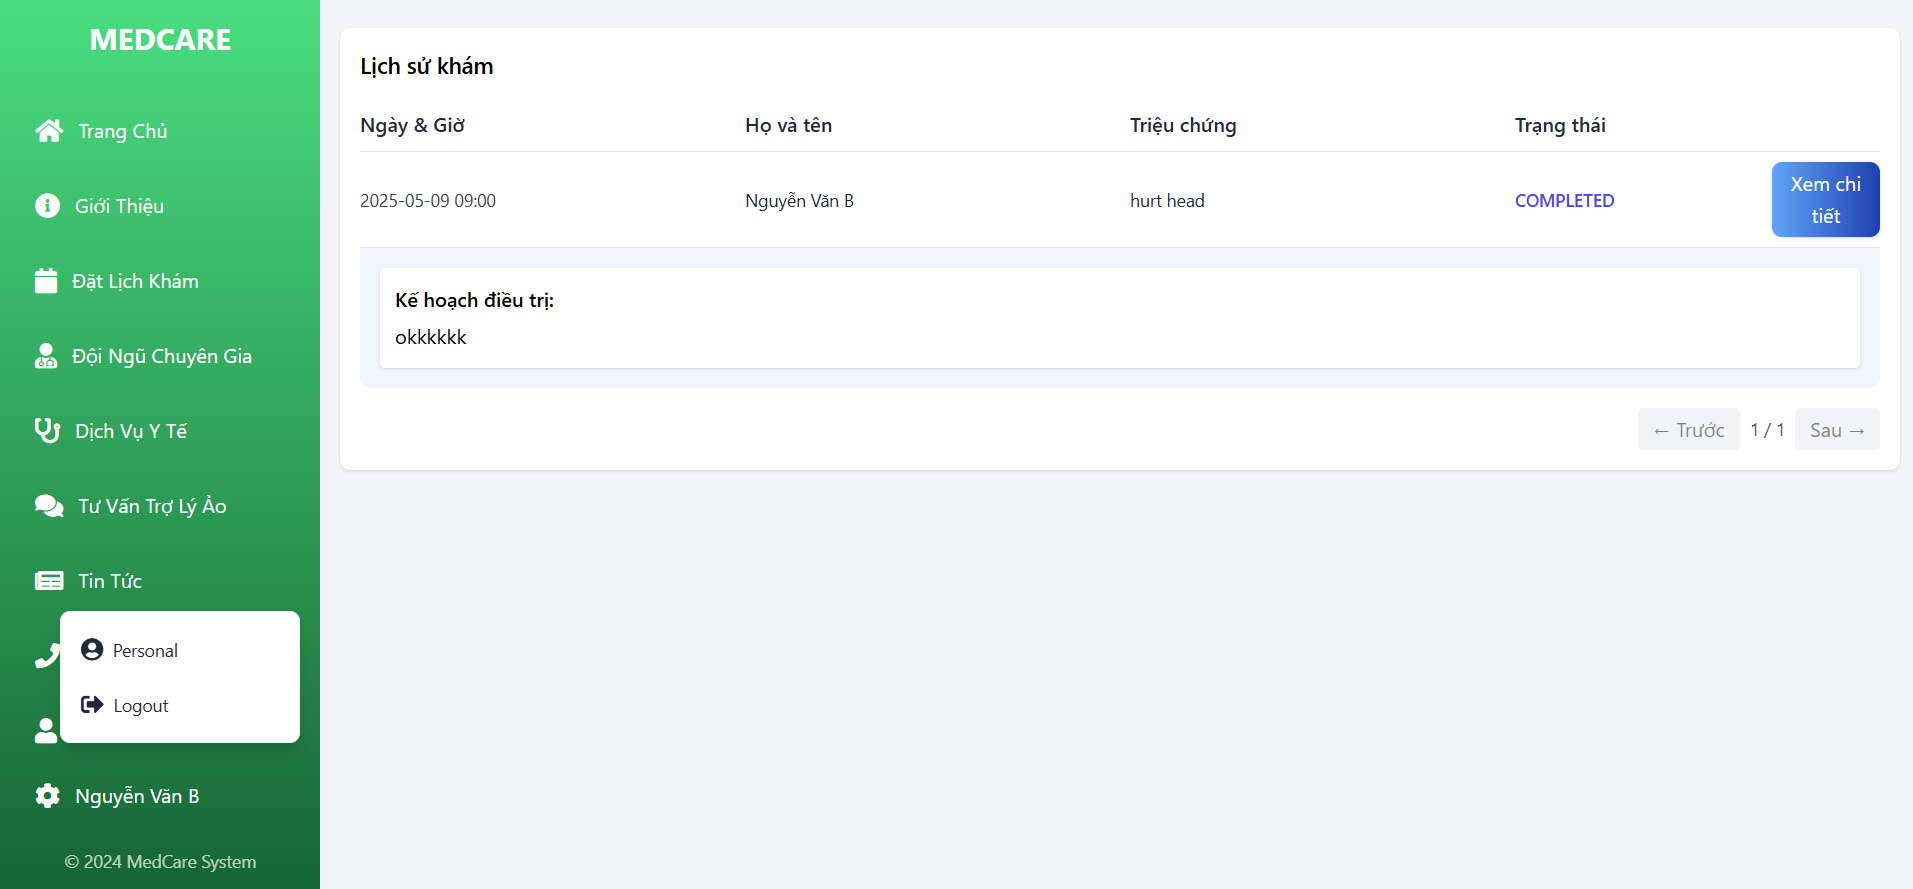 MEDCARE
Trang Chủ
Giới Thiệu
Đặt Lịch Khám
Đội Ngũ Chuyên Gia
Dịch Vụ Y Tế
Tư Vấn Trợ Lý Ảo
Tin Tức
Personal
Logout
Nguyễn Văn B
© 2024 MedCare System
Lịch sử khám
Ngày & Giờ Họ và tên Triệu chứng Trạng thái
2025-05-09 09:00 Nguyễn Văn B hurt head COMPLETED
Xem chi
tiết
Kế hoạch điều trị:
okkkkkk
← Trước 1 / 1 Sau →